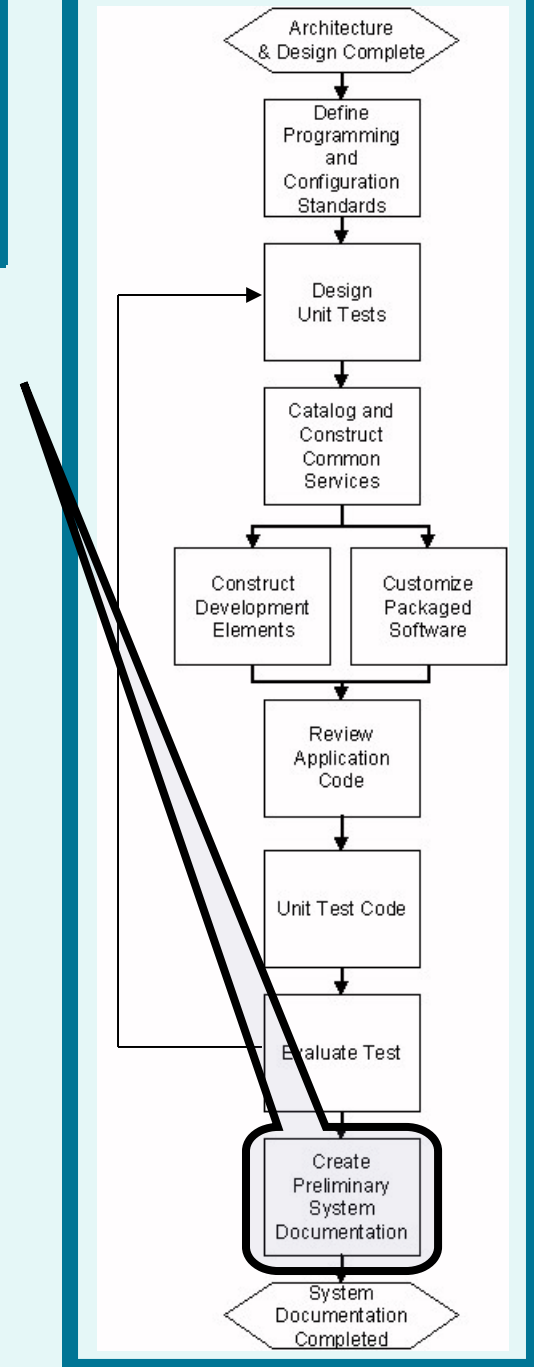 Architecture
& Design Complete
Define
Programming
and
Configuration
Standards
Design
Unit Tests
Catalog and
Construct
Common
Services
Construct
Development
Elements
Customize
Packaged
Software
Review
Application
Code
Unit Test Code
Evaluate Test
Create
Preliminary
System
Documentation
System
Documentation
Completed